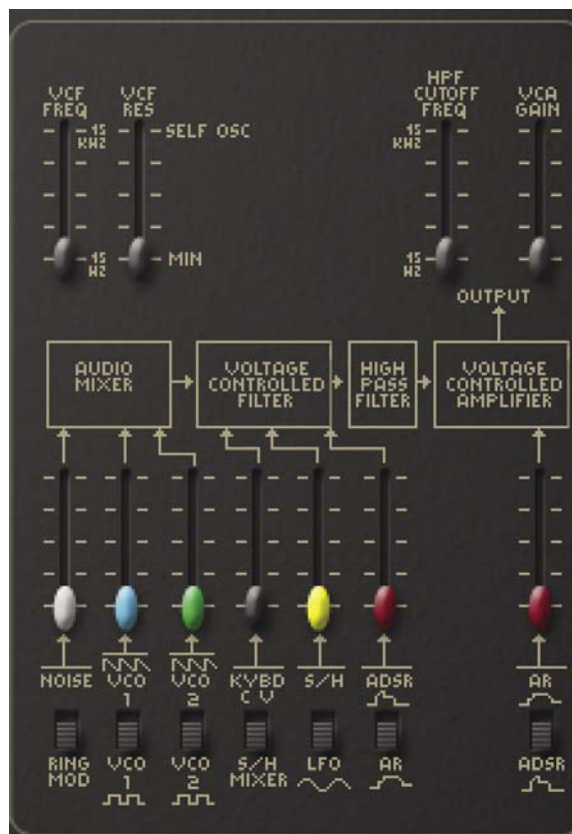 VCF
FREQ
VCF
RES
HPF
CUTOFF
FREQ
VCA
GAIN
15
KHZ
SELF OSC
15
KHZ
15
HZ
MIN
15
HZ
OUTPUT
AUDIO
MIXER
VOLTAGE
CONTROLLED
FILTER
HIGH
PASS
FILTER
VOLTAGE
CONTROLLED
AMPLIFIER
NOISE
VCO
1
VCO
2
KYBD
C V
S/H
ADSR
AR
RING
MOD
VCO
1
VCO
2
S/H
MIXER
LFO
AR
ADSR